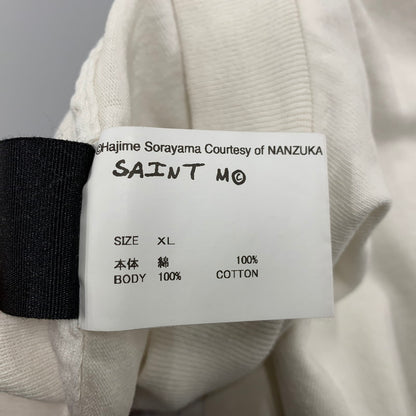 ©Hajime Sorayama Courtesy of NANZUKA
SAINT M©
SIZE XL
本体 綿 100%
BODY 100% COTTON